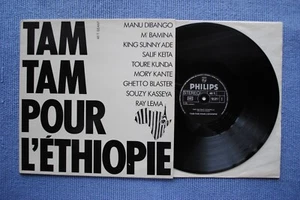 TAM
TAM
POUR
L'ÉTHIOPIE
MANU DIBANGO
M'BAMINA
KING SUNNY ADE
SALIF KEITA
TOURE KUNDA
MORY KANTE
GHETTO BLASTER
SOUZY KASSEYA
RAY LEMA
PHILIPS